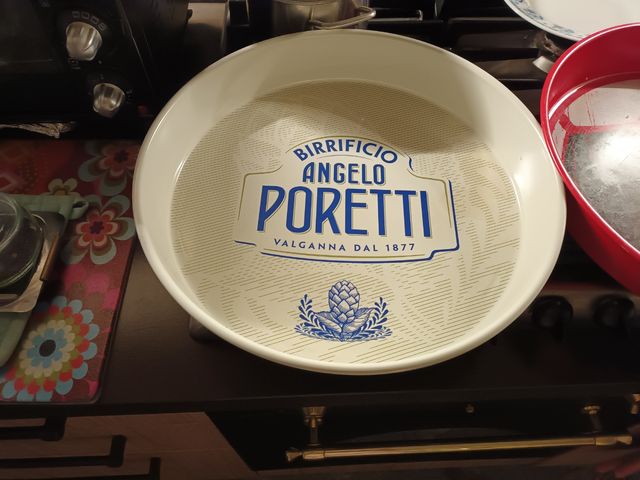 BIRRIFICIO
ANGELO
PORETTI
VALGANNA DAL 1877